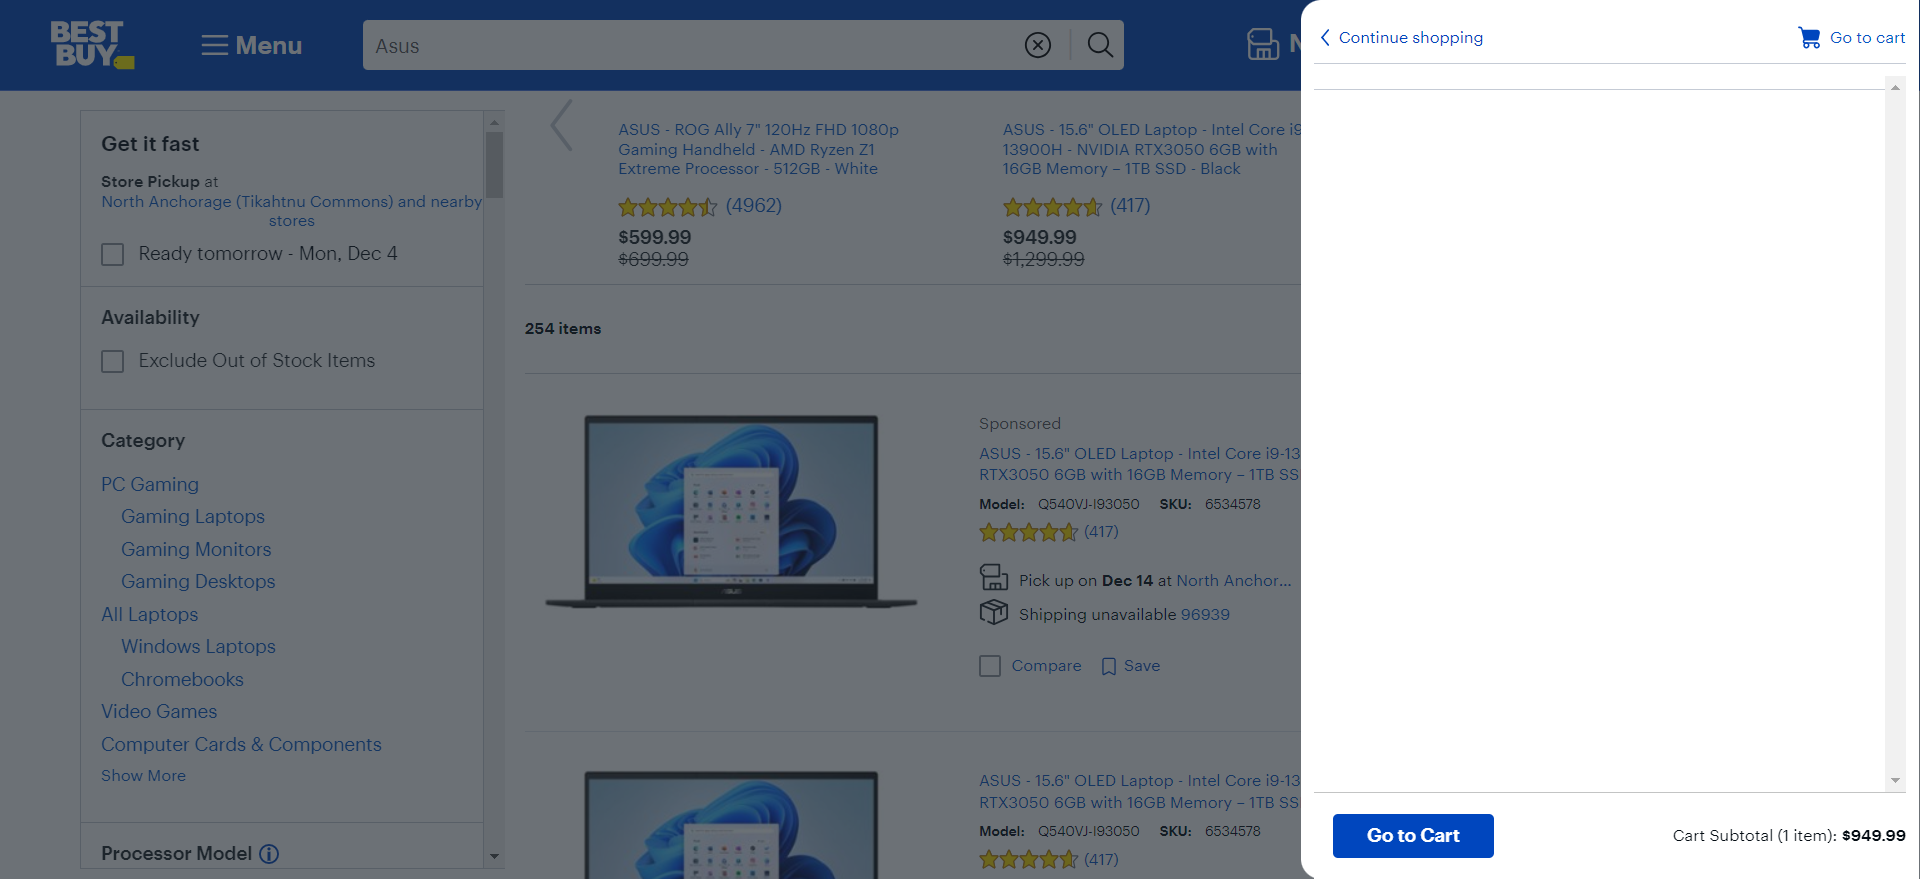 BEST
BUY
Menu
Asus
N
Continue shopping
Go to cart
Get it fast
Store Pickup at
North Anchorage (Tikahtnu Commons) and nearby
stores
Ready tomorrow - Mon, Dec 4
Availability
Exclude Out of Stock Items
Category
PC Gaming
Gaming Laptops
Gaming Monitors
Gaming Desktops
All Laptops
Windows Laptops
Chromebooks
Video Games
Computer Cards & Components
Show More
Processor Model
ASUS - ROG Ally 7" 120Hz FHD 1080p
Gaming Handheld - AMD Ryzen Z1
Extreme Processor - 512GB - White
(4962)
$599.99
$699.99
ASUS - 15.6" OLED Laptop - Intel Core i9
13900H - NVIDIA RTX3050 6GB with
16GB Memory – 1TB SSD - Black
(417)
$949.99
$1,299.99
254 items
Sponsored
ASUS - 15.6" OLED Laptop - Intel Core i9-13
RTX3050 6GB with 16GB Memory – 1TB SS
Model: Q540VJ-I93050 SKU: 6534578
(417)
Pick up on Dec 14 at North Anchor...
Shipping unavailable 96939
Compare
Save
ASUS - 15.6" OLED Laptop - Intel Core i9-13
RTX3050 6GB with 16GB Memory – 1TB SS
Model: Q540VJ-I93050 SKU: 6534578
(417)
Go to Cart
Cart Subtotal (1 item): $949.99